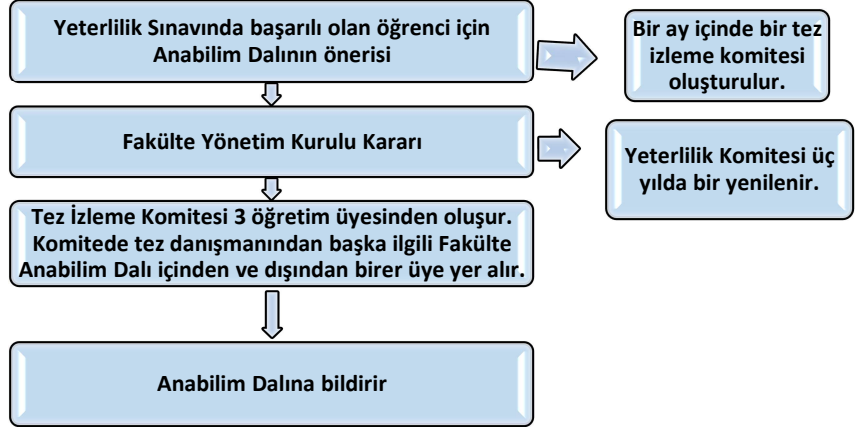 Yeterlilik Sınavında başarılı olan öğrenci için
Anabilim Dalının önerisi
Bir ay içinde bir tez
izleme komitesi
oluşturulur.
Fakülte Yönetim Kurulu Kararı
Yeterlilik Komitesi üç
yılda bir yenilenir.
Tez İzleme Komitesi 3 öğretim üyesinden oluşur.
Komitede tez danışmanından başka ilgili Fakülte
Anabilim Dalı içinden ve dışından birer üye yer alır.
Anabilim Dalına bildirir